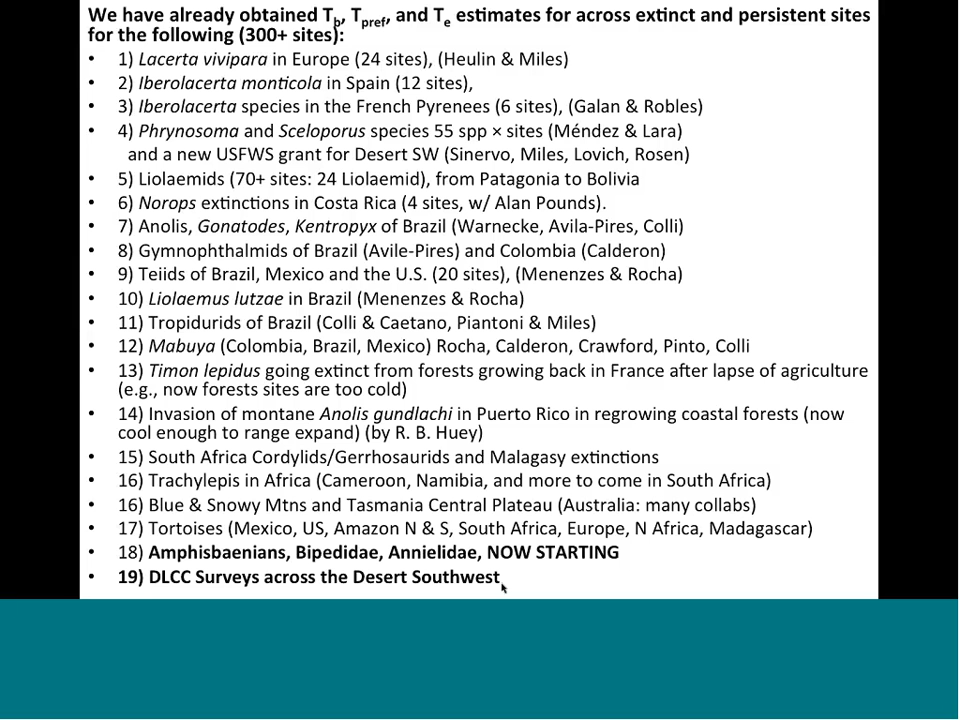 We have already obtained Tb, Tpref, and Te estimates for across extinct and persistent sites
for the following (300+ sites):
• 1) Lacerta vivipara in Europe (24 sites), (Heulin & Miles)
• 2) Iberolacerta monticola in Spain (12 sites),
• 3) Iberolacerta species in the French Pyrenees (6 sites), (Galan & Robles)
• 4) Phrynosoma and Sceloporus species 55 spp × sites (Méndez & Lara)
and a new USFWS grant for Desert SW (Sinervo, Miles, Lovich, Rosen)
• 5) Liolaemids (70+ sites: 24 Liolaemid), from Patagonia to Bolivia
• 6) Norops extinctions in Costa Rica (4 sites, w/ Alan Pounds).
• 7) Anolis, Gonatodes, Kentropyx of Brazil (Warnecke, Avila-Pires, Colli)
• 8) Gymnophthalmids of Brazil (Avile-Pires) and Colombia (Calderon)
• 9) Teiids of Brazil, Mexico and the U.S. (20 sites), (Menenzes & Rocha)
• 10) Liolaemus lutzae in Brazil (Menenzes & Rocha)
• 11) Tropidurids of Brazil (Colli & Caetano, Piantoni & Miles)
• 12) Mabuya (Colombia, Brazil, Mexico) Rocha, Calderon, Crawford, Pinto, Colli
• 13) Timon lepidus going extinct from forests growing back in France after lapse of agriculture
(e.g., now forests sites are too cold)
• 14) Invasion of montane Anolis gundlachi in Puerto Rico in regrowing coastal forests (now
cool enough to range expand) (by R. B. Huey)
• 15) South Africa Cordylids/Gerrhosaurids and Malagasy extinctions
• 16) Trachylepis in Africa (Cameroon, Namibia, and more to come in South Africa)
• 16) Blue & Snowy Mtns and Tasmania Central Plateau (Australia: many collabs)
• 17) Tortoises (Mexico, US, Amazon N & S, South Africa, Europe, N Africa, Madagascar)
• 18) Amphisbaenians, Bipedidae, Annielidae, NOW STARTING
• 19) DLCC Surveys across the Desert Southwest